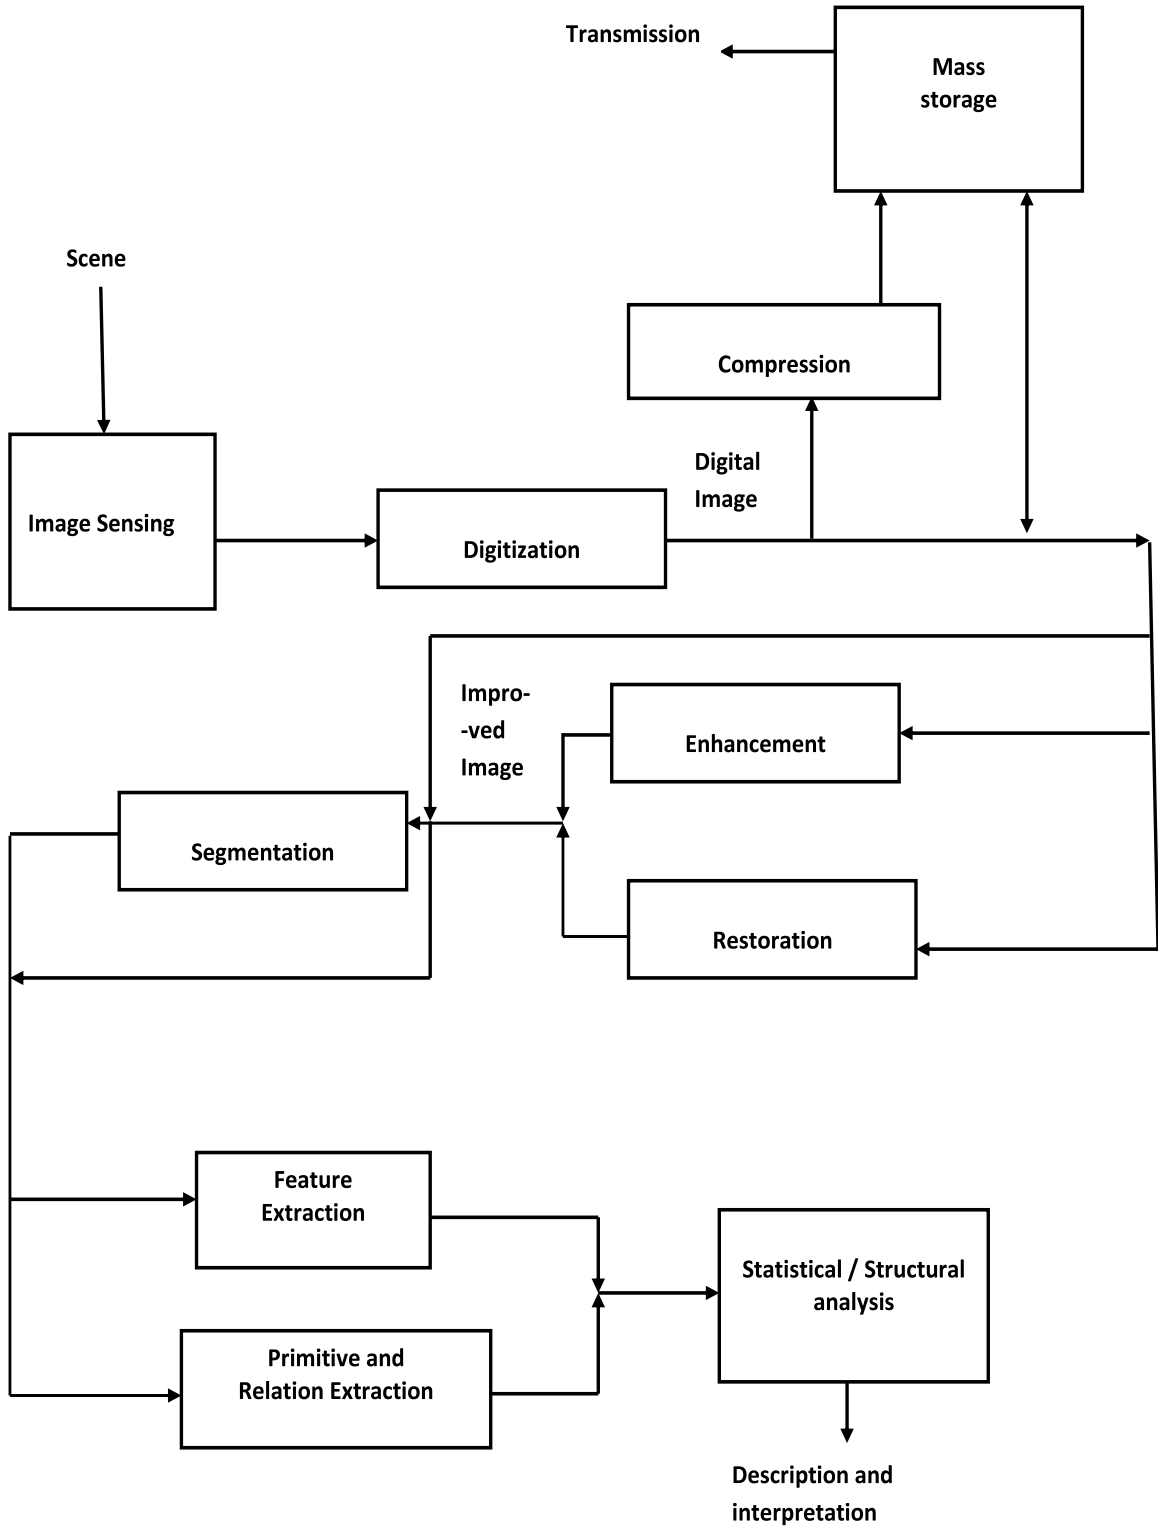 Transmission
Mass
storage
Scene
Compression
Digital
Image
Image Sensing
Digitization
Impro-
-ved
Image
Enhancement
Segmentation
Restoration
Feature
Extraction
Statistical / Structural
analysis
Primitive and
Relation Extraction
Description and
interpretation